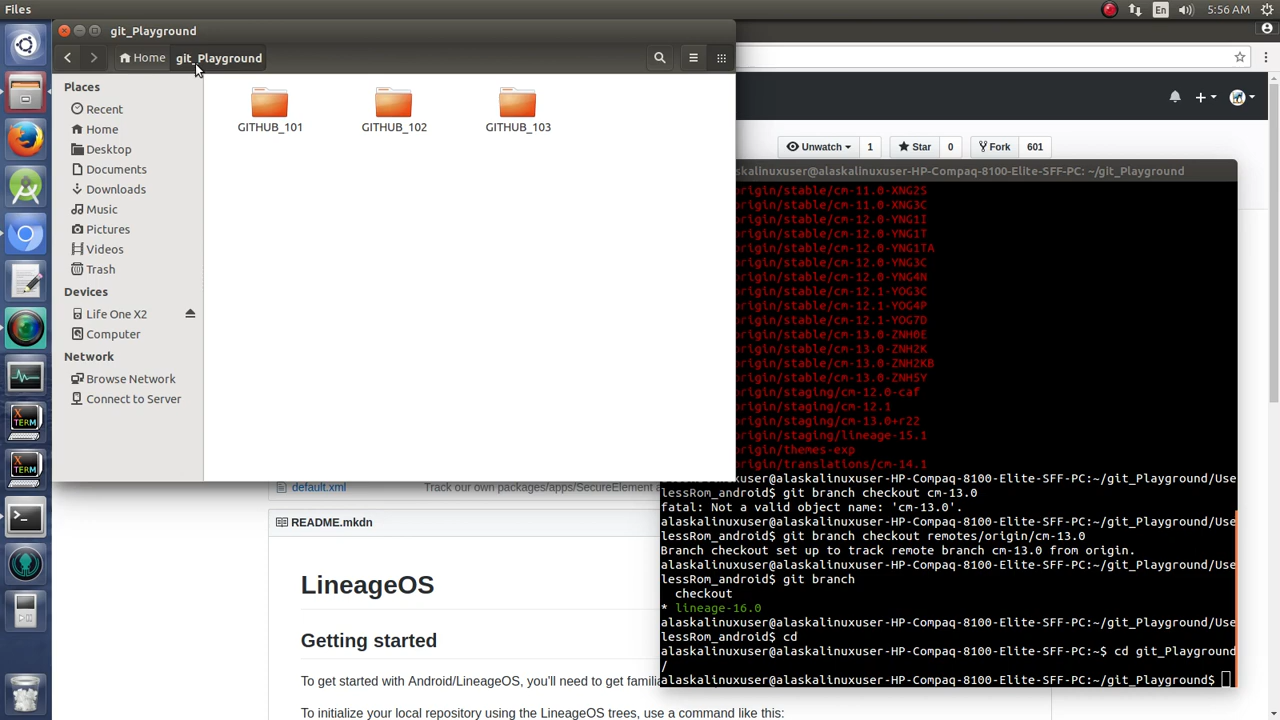 Files
En
5:56 AM
git_Playground
Home
git_Playground
Places
Recent
Home
Desktop
Documents
Downloads
Music
Pictures
Videos
Trash
Devices
Life One X2
Computer
Network
Browse Network
Connect to Server
GITHUB_101
GITHUB_102
GITHUB_103
Unwatch
1
Star
0
Fork
601
skalinuxuser@alaskalinuxuser-HP-Compaq-8100-Elite-SFF-PC: ~/git_Playground
origin/stable/cm-11.0-XNG2S
origin/stable/cm-11.0-XNG3C
origin/stable/cm-12.0-YNG1I
origin/stable/cm-12.0-YNG1T
origin/stable/cm-12.0-YNG1TA
origin/stable/cm-12.0-YNG3C
origin/stable/cm-12.0-YNG4N
origin/stable/cm-12.1-YOG3C
origin/stable/cm-12.1-YOG4P
origin/stable/cm-12.1-YOG7D
origin/stable/cm-13.0-ZNH0E
origin/stable/cm-13.0-ZNH2K
origin/stable/cm-13.0-ZNH2KB
origin/stable/cm-13.0-ZNH5Y
origin/staging/cm-12.0-caf
origin/staging/cm-12.1
origin/staging/cm-13.0+r22
origin/staging/lineage-15.1
origin/themes-exp
origin/translations/cm-14.1
nuxuser@alaskalinuxuser-HP-Compaq-8100-Elite-SFF-PC:~/git_Playground/Use
lessRom_android$ git branch checkout cm-13.0
fatal: Not a valid object name: 'cm-13.0'.
alaskalinuxuser@alaskalinuxuser-HP-Compaq-8100-Elite-SFF-PC:~/git_Playground/Use
lessRom_android$ git branch checkout remotes/origin/cm-13.0
Branch checkout set up to track remote branch cm-13.0 from origin.
alaskalinuxuser@alaskalinuxuser-HP-Compaq-8100-Elite-SFF-PC:~/git_Playground/Use
lessRom_android$ git branch
checkout
* lineage-16.0
alaskalinuxuser@alaskalinuxuser-HP-Compaq-8100-Elite-SFF-PC:~/git_Playground/Use
lessRom_android$ cd
alaskalinuxuser@alaskalinuxuser-HP-Compaq-8100-Elite-SFF-PC:~$ cd git_Playground
/
alaskalinuxuser@alaskalinuxuser-HP-Compaq-8100-Elite-SFF-PC:~/git_Playground$
default.xml
Track our own packages/apps/SecureElement a
README.mkdn
LineageOS
Getting started
To get started with Android/LineageOS, you'll need to get famili
To initialize your local repository using the LineageOS trees, use a command like this:
XTERM
XTERM